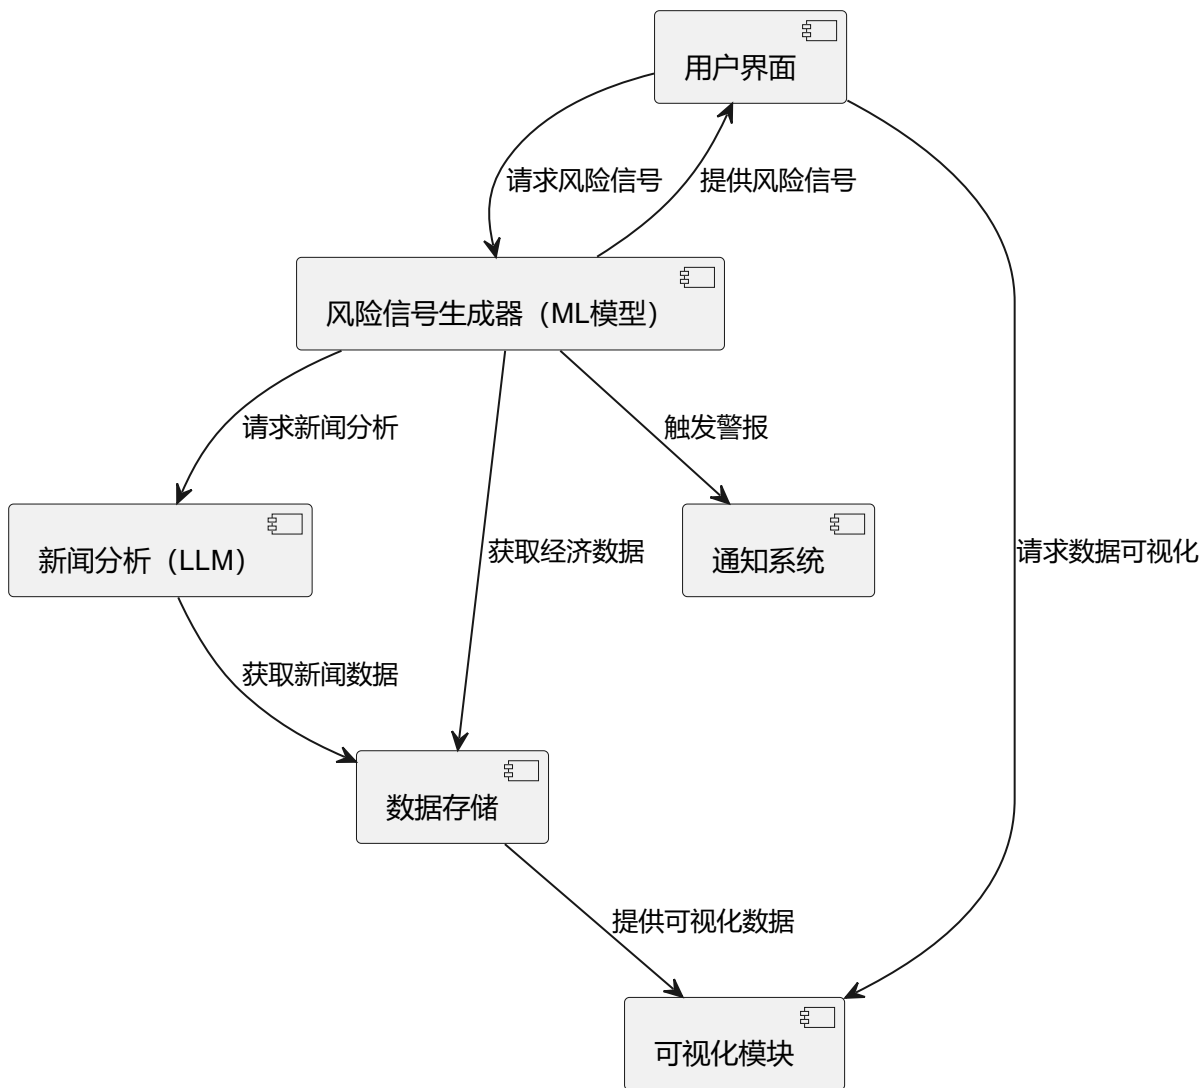 用户界面
请求风险信号
提供风险信号
风险信号生成器（ML模型）
请求新闻分析
触发警报
新闻分析（LLM）
获取经济数据
通知系统
请求数据可视化
获取新闻数据
数据存储
提供可视化数据
可视化模块